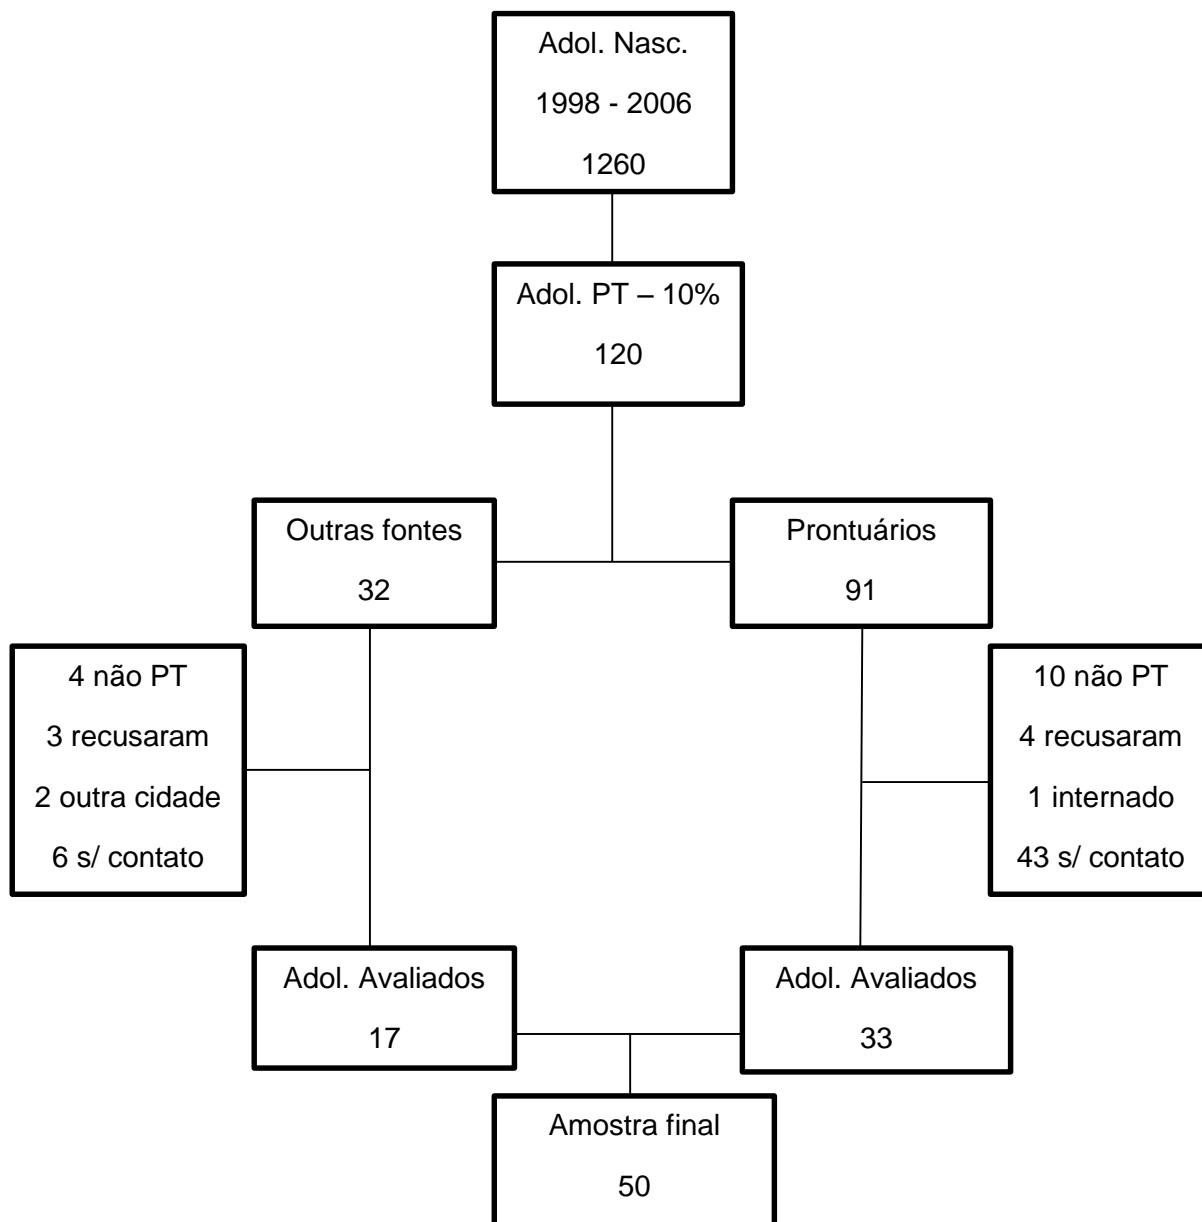 Adol. Nasc.
1998 - 2006
1260
Adol. PT – 10%
120
Outras fontes
32
Prontuários
91
4 não PT
3 recusaram
2 outra cidade
6 s/ contato
10 não PT
4 recusaram
1 internado
43 s/ contato
Adol. Avaliados
17
Adol. Avaliados
33
Amostra final
50